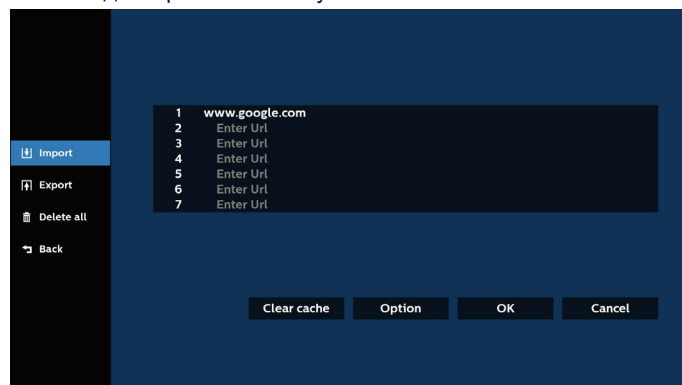 1 www.google.com
2 Enter Url
3 Enter Url
4 Enter Url
5 Enter Url
6 Enter Url
7 Enter Url
Import
Export
Delete all
Back
Clear cache Option OK Cancel